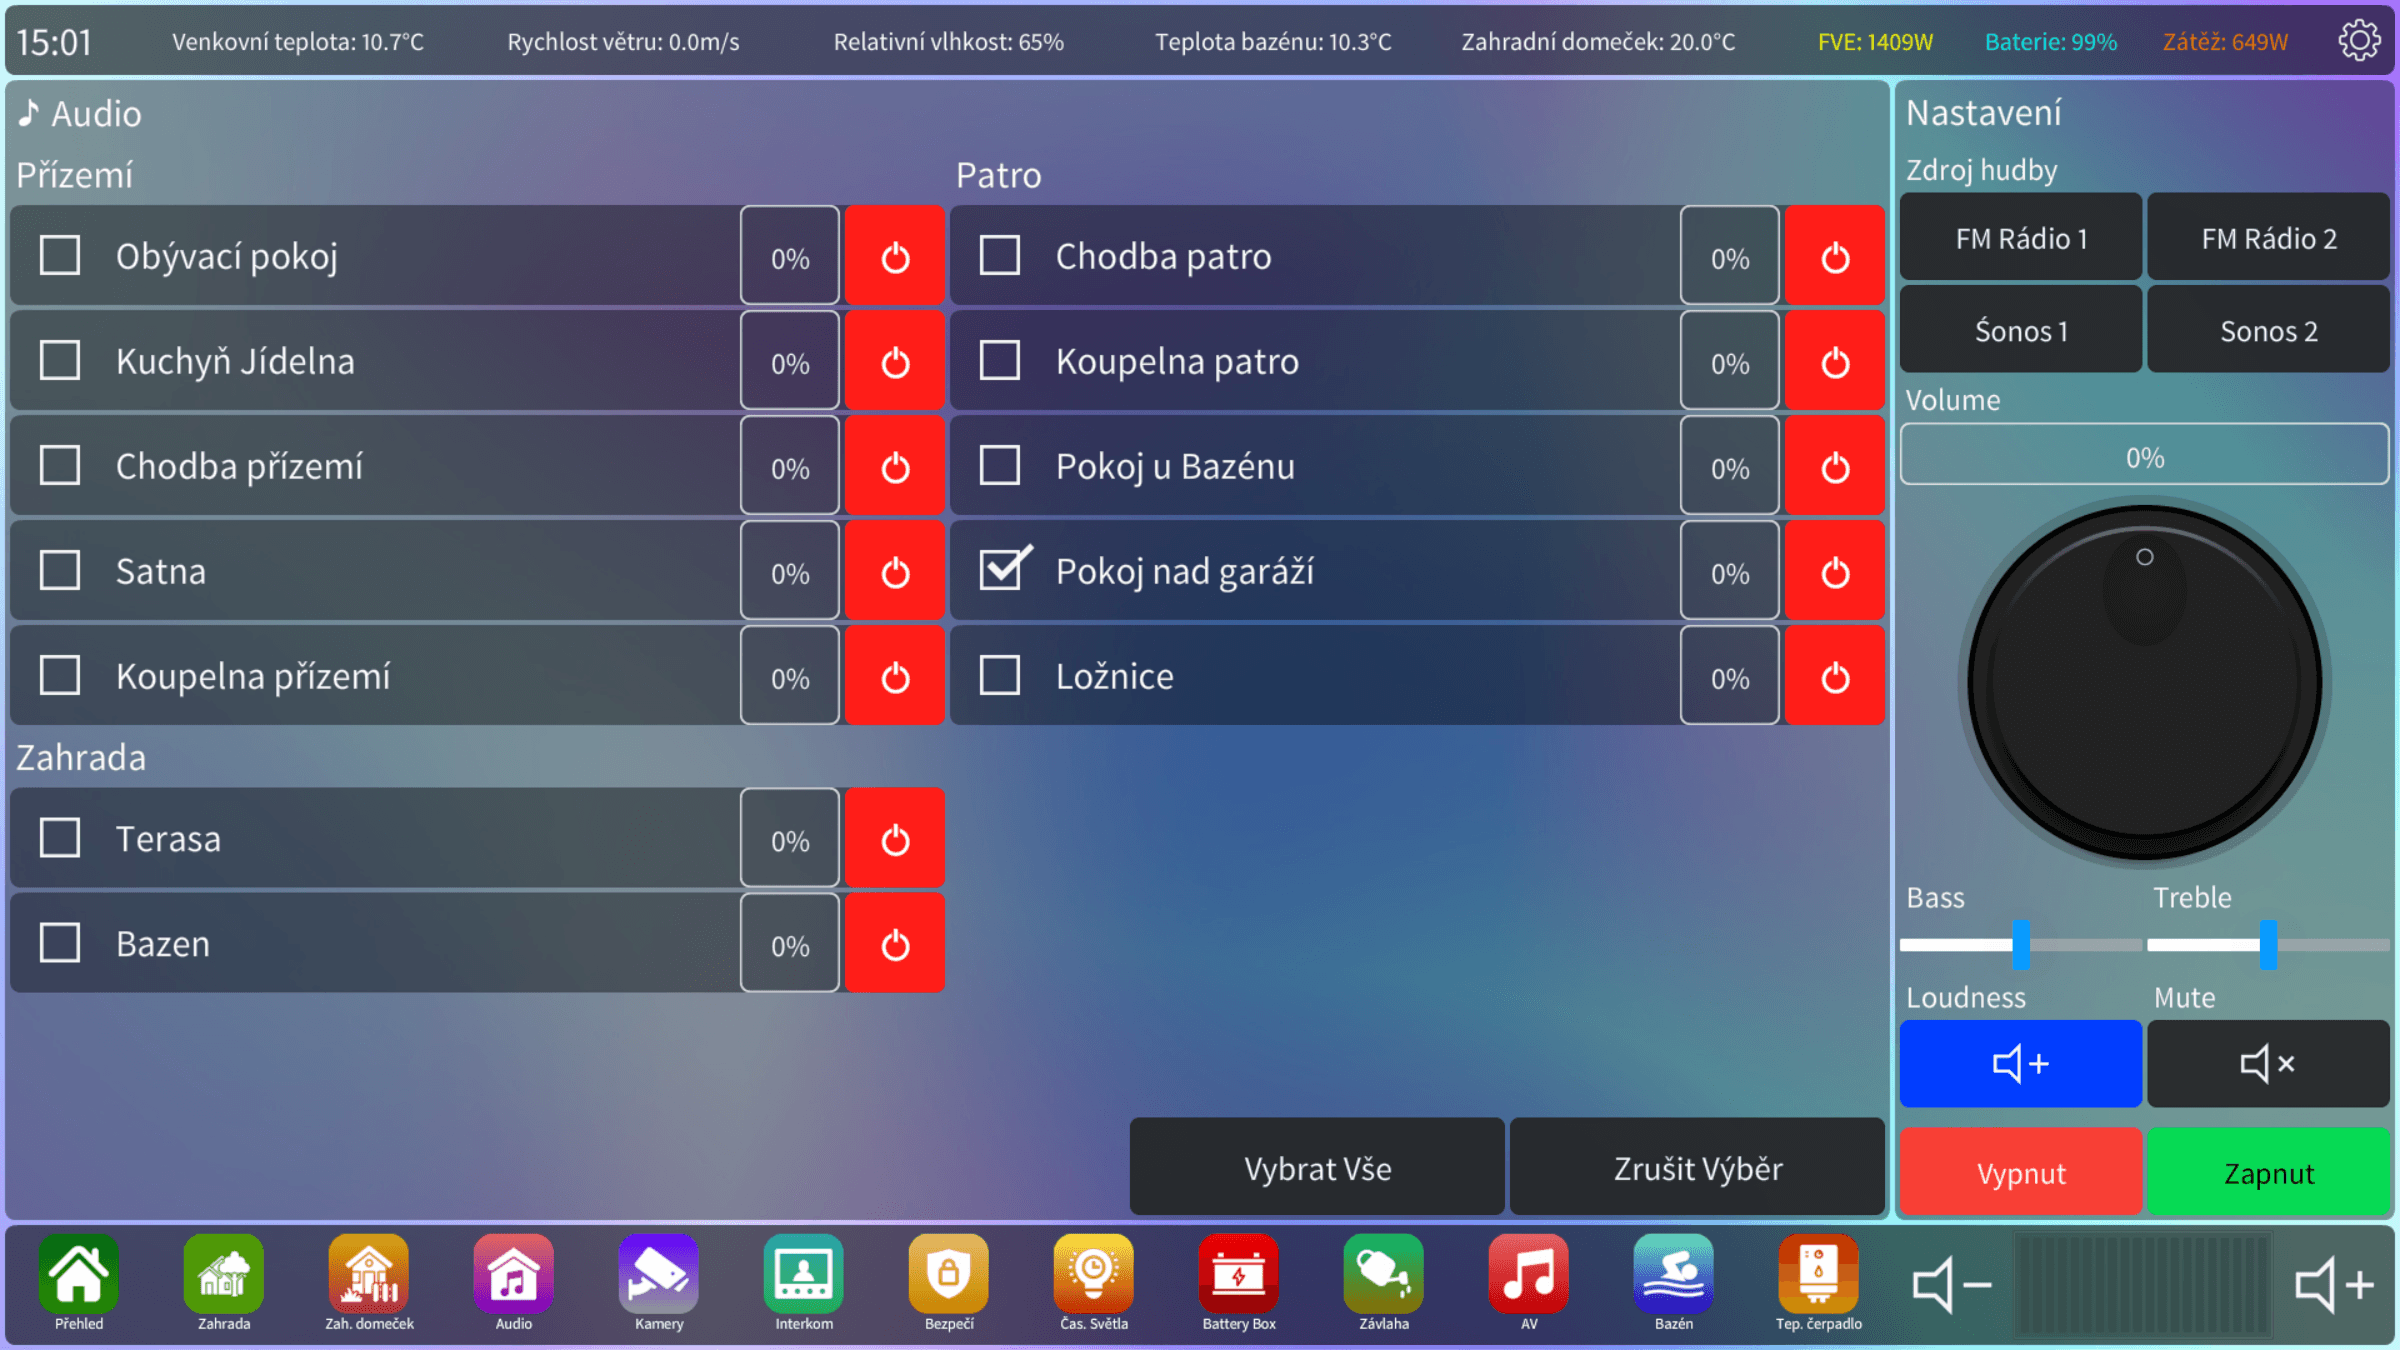 15:01 Venkovní teplota: 10.7°C Rychlost větru: 0.0m/s Relativní vlhkost: 65% Teplota bazénu: 10.3°C Zahradní domeček: 20.0°C FVE: 1409W Baterie: 99% Zátěž: 649W
Audio
Přízemí
Obývací pokoj 0%
Kuchyň Jídelna 0%
Chodba přízemí 0%
Satna 0%
Koupelna přízemí 0%
Zahrada
Terasa 0%
Bazen 0%
Patro
Chodba patro 0%
Koupelna patro 0%
Pokoj u Bazénu 0%
Pokoj nad garáží 0%
Ložnice 0%
Vybrat Vše Zrušit Výběr
Nastavení
Zdroj hudby
FM Rádio 1 FM Rádio 2
Śonos 1 Sonos 2
Volume
0%
Bass Treble
Loudness Mute
Vypnut Zapnut
Přehled Zahrada Zah. domeček Audio Kamery Interkom Bezpečí Čas. Světla Battery Box Závlaha AV Bazén Tep. čerpadlo